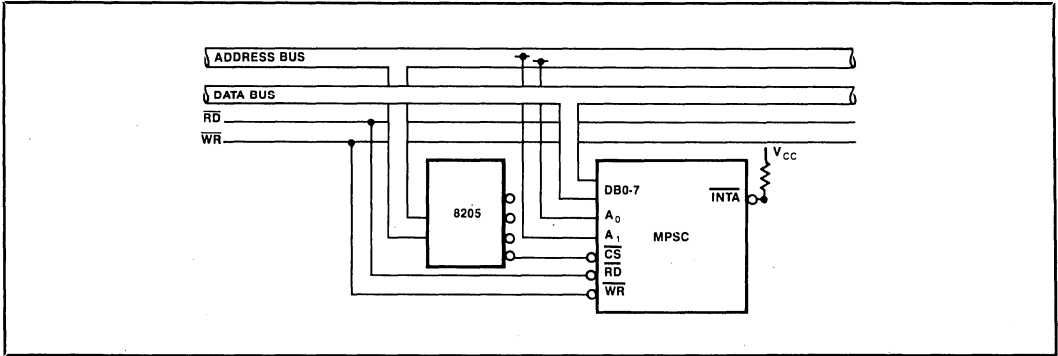 ADDRESS BUS
DATA BUS
RD
WR
VCC
8205
DB0-7
INTA
A0
A1
MPSC
CS
RD
WR